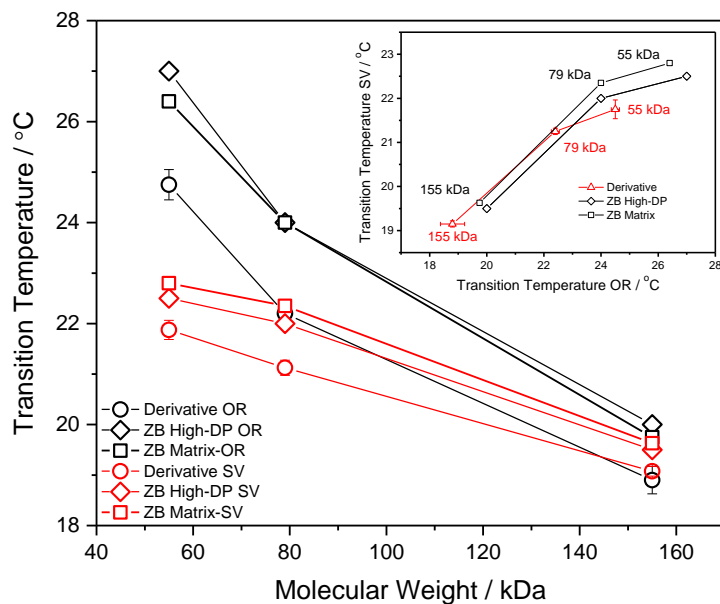 28
26
24
22
20
18
Transition Temperature / °C
40
60
80
100
120
140
160
Molecular Weight / kDa
Derivative OR
ZB High-DP OR
ZB Matrix-OR
Derivative SV
ZB High-DP SV
ZB Matrix-SV
23
22
21
20
19
Transition Temperature SV / °C
18
20
22
24
26
28
Transition Temperature OR / °C
55 kDa
79 kDa
55 kDa
79 kDa
155 kDa
155 kDa
Derivative
ZB High-DP
ZB Matrix